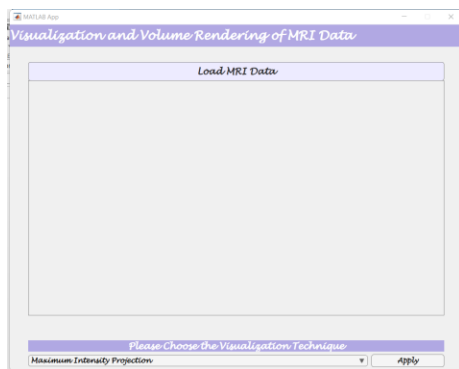 MATLAB App
Visualization and Volume Rendering of MRI Data
Load MRI Data
Please Choose the Visualization Technique
Maximum Intensity Projection
Apply